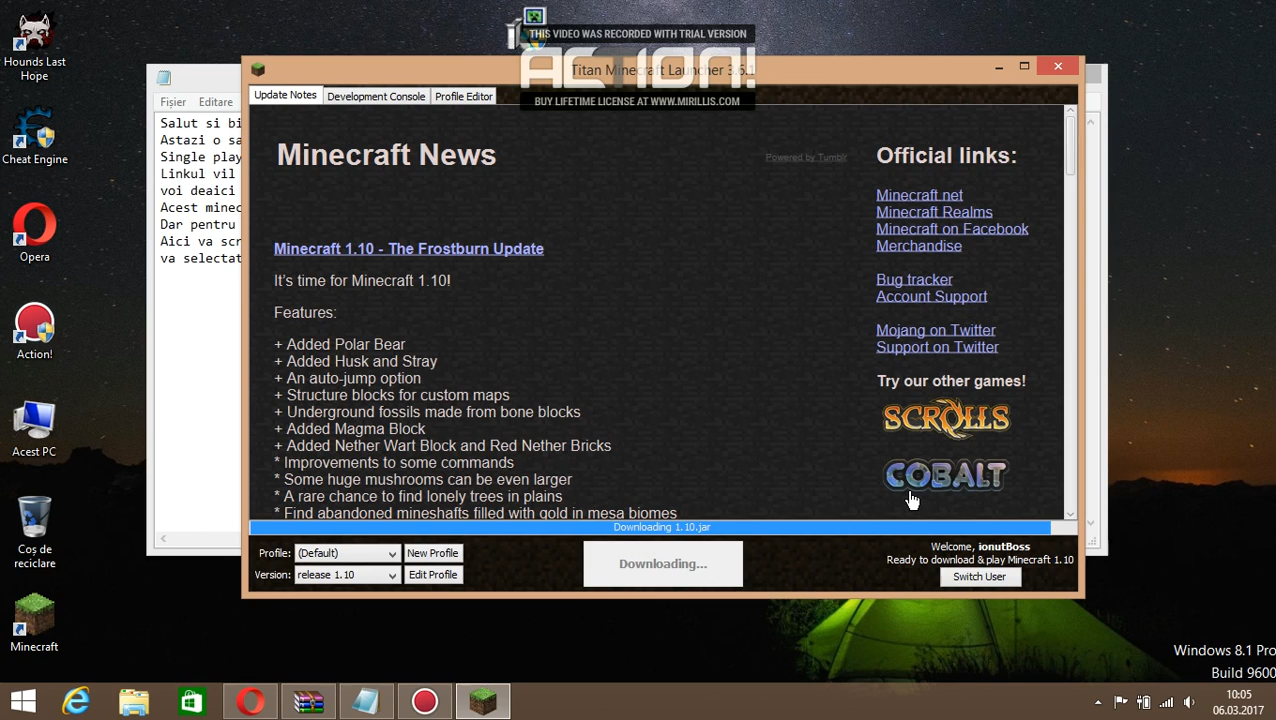 Hounds Last
Hope
Cheat Engine
Opera
Action!
Acest PC
Coș de
reciclare
Minecraft
THIS VIDEO WAS RECORDED WITH TRIAL VERSION
ACTION!
BUY LIFETIME LICENSE AT WWW.MIRILLIS.COM
Fișier Editare
Salut si bi
Astazi o sa
Single play
Linkul vil
voi deaici
Acest minec
Dar pentru
Aici va scr
va selectat
Titan Minecraft Launcher 3.6.1
Update Notes Development Console Profile Editor
Minecraft News
Powered by Tumblr
Minecraft 1.10 - The Frostburn Update
It's time for Minecraft 1.10!
Features:
+ Added Polar Bear
+ Added Husk and Stray
+ An auto-jump option
+ Structure blocks for custom maps
+ Underground fossils made from bone blocks
+ Added Magma Block
+ Added Nether Wart Block and Red Nether Bricks
* Improvements to some commands
* Some huge mushrooms can be even larger
* A rare chance to find lonely trees in plains
* Find abandoned mineshafts filled with gold in mesa biomes
Official links:
Minecraft.net
Minecraft Realms
Minecraft on Facebook
Merchandise
Bug tracker
Account Support
Mojang on Twitter
Support on Twitter
Try our other games!
SCROLLS
COBALT
Downloading 1.10.jar
Profile: (Default) New Profile
Version: release 1.10 Edit Profile
Downloading...
Welcome, ionutBoss
Ready to download & play Minecraft 1.10
Switch User
Windows 8.1 Pro
Build 9600
10:05
06.03.2017